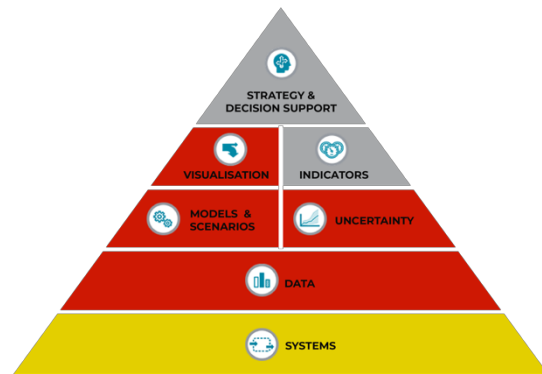 STRATEGY &
DECISION SUPPORT
VISUALISATION
INDICATORS
MODELS &
SCENARIOS
UNCERTAINTY
DATA
SYSTEMS